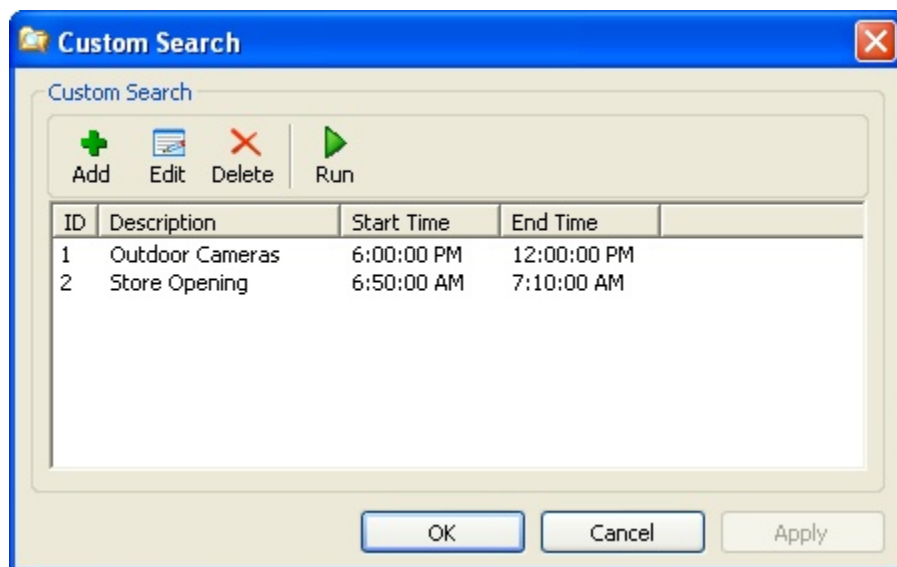 Custom Search
Custom Search
Add Edit Delete Run
ID Description Start Time End Time
1 Outdoor Cameras 6:00:00 PM 12:00:00 PM
2 Store Opening 6:50:00 AM 7:10:00 AM
OK Cancel Apply